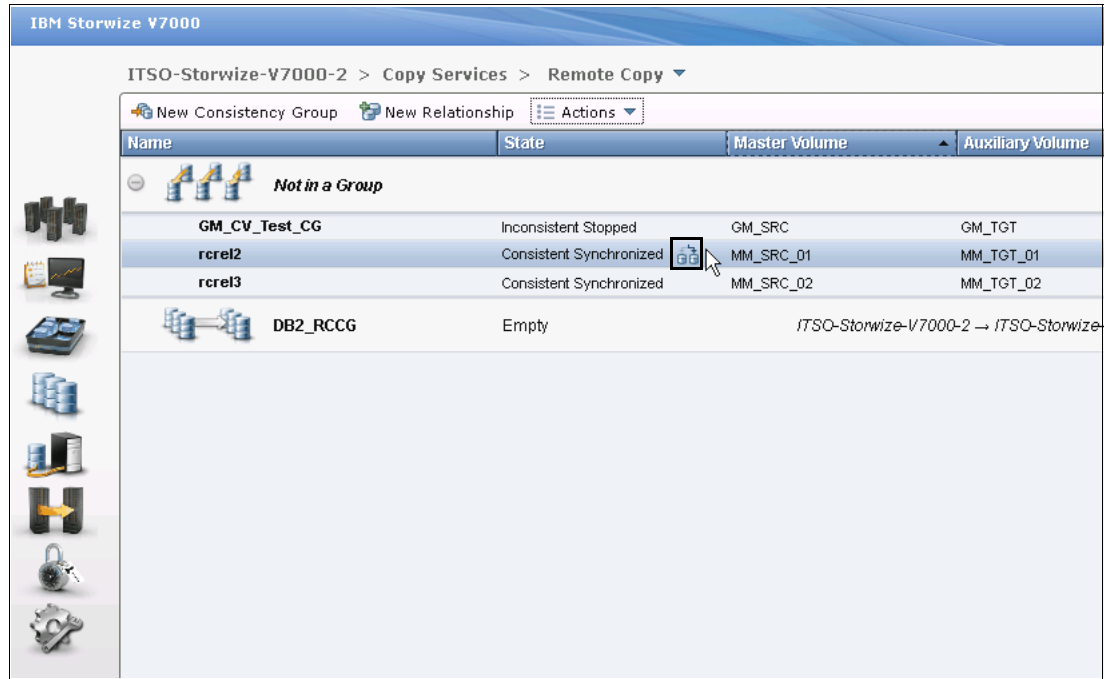 IBM Storwize V7000
ITSO-Storwize-V7000-2 > Copy Services > Remote Copy
New Consistency Group New Relationship Actions
Name State Master Volume Auxiliary Volume
Not in a Group
GM_CV_Test_CG Inconsistent Stopped GM_SRC GM_TGT
rcrel2 Consistent Synchronized MM_SRC_01 MM_TGT_01
rcrel3 Consistent Synchronized MM_SRC_02 MM_TGT_02
DB2_RCCG Empty ITSO-Storwize-V7000-2 → ITSO-Storwize-